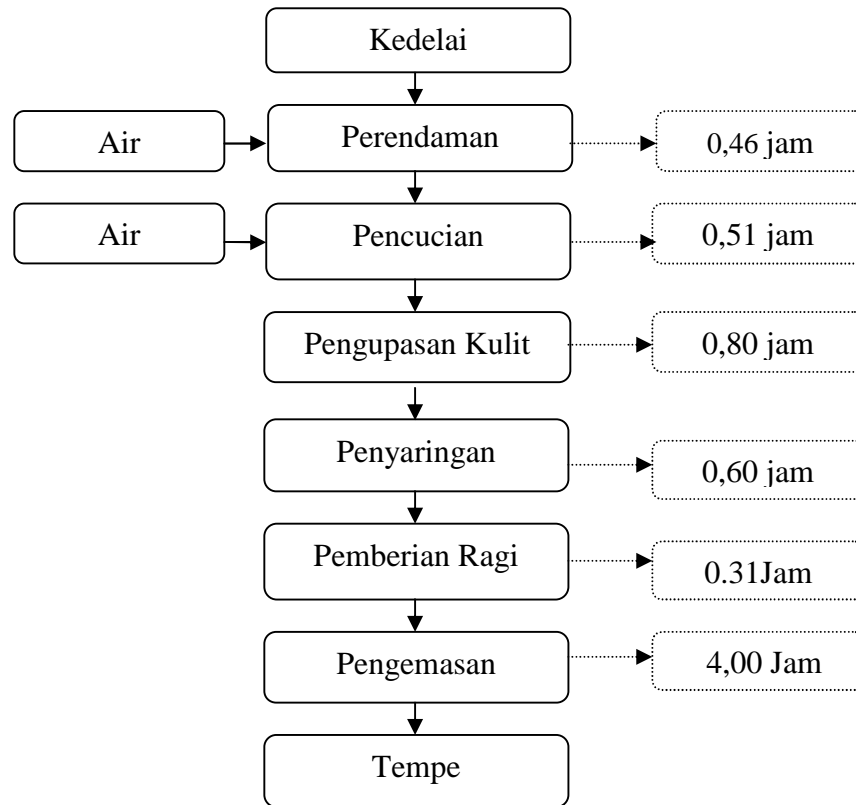 Kedelai
Air
Perendaman
0,46 jam
Air
Pencucian
0,51 jam
Pengupasan Kulit
0,80 jam
Penyaringan
0,60 jam
Pemberian Ragi
0.31Jam
Pengemasan
4,00 Jam
Tempe